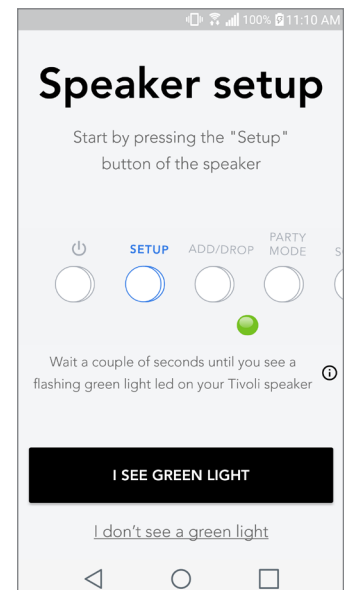 100% 11:10 AM
Speaker setup
Start by pressing the "Setup"
button of the speaker
PARTY
SETUP ADD/DROP MODE S
Wait a couple of seconds until you see a
flashing green light led on your Tivoli speaker
I SEE GREEN LIGHT
I don't see a green light